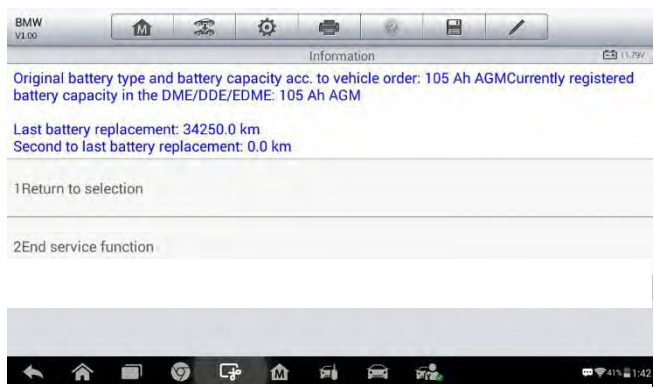 BMW
V1.00
Information
11.79V
Original battery type and battery capacity acc. to vehicle order: 105 Ah AGMCurrently registered
battery capacity in the DME/DDE/EDME: 105 Ah AGM
Last battery replacement: 34250.0 km
Second to last battery replacement: 0.0 km
1Return to selection
2End service function
41% 1:42